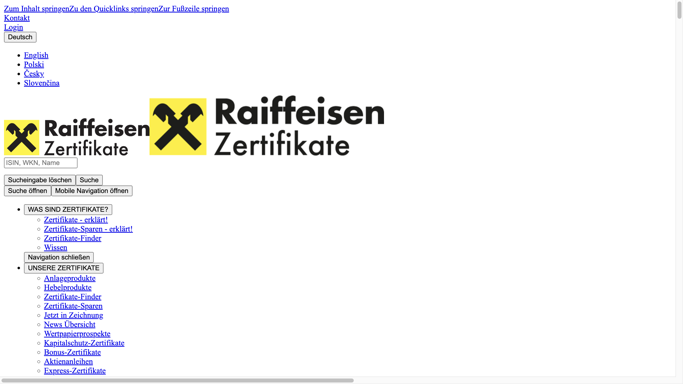 Zum Inhalt springenZu den Quicklinks springenZur Fußzeile springen
Kontakt
Login
Deutsch
English
Polski
Česky
Slovenčina
Raiffeisen
Zertifikate
Raiffeisen
Zertifikate
ISIN, WKN, Name
Sucheingabe löschen Suche
Suche öffnen Mobile Navigation öffnen
WAS SIND ZERTIFIKATE?
Zertifikate - erklärt!
Zertifikate-Sparen - erklärt!
Zertifikate-Finder
Wissen
Navigation schließen
UNSERE ZERTIFIKATE
Anlageprodukte
Hebelprodukte
Zertifikate-Finder
Zertifikate-Sparen
Jetzt in Zeichnung
News Übersicht
Wertpapierprospekte
Kapitalschutz-Zertifikate
Bonus-Zertifikate
Aktienanleihen
Express-Zertifikate